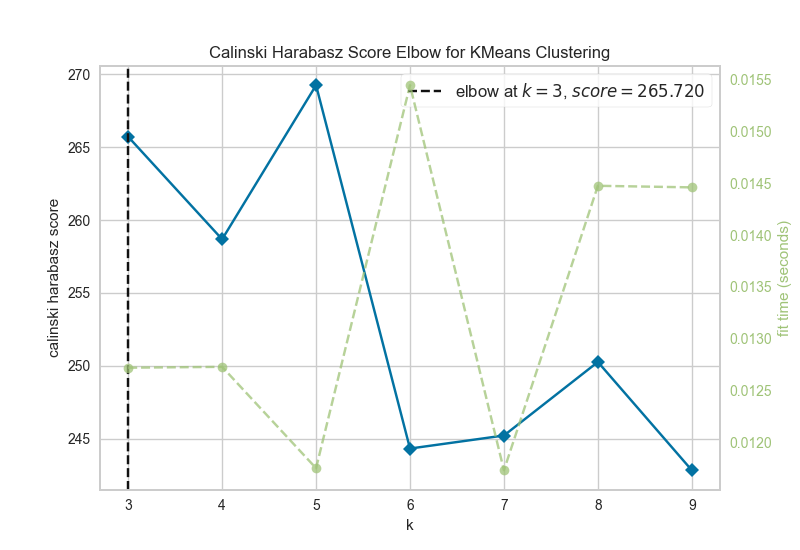 Calinski Harabasz Score Elbow for KMeans Clustering
elbow at k = 3, score = 265.720
calinski harabasz score
270
265
260
255
250
245
fit time (seconds)
0.0155
0.0150
0.0145
0.0140
0.0135
0.0130
0.0125
0.0120
3 4 5 6 7 8 9
k